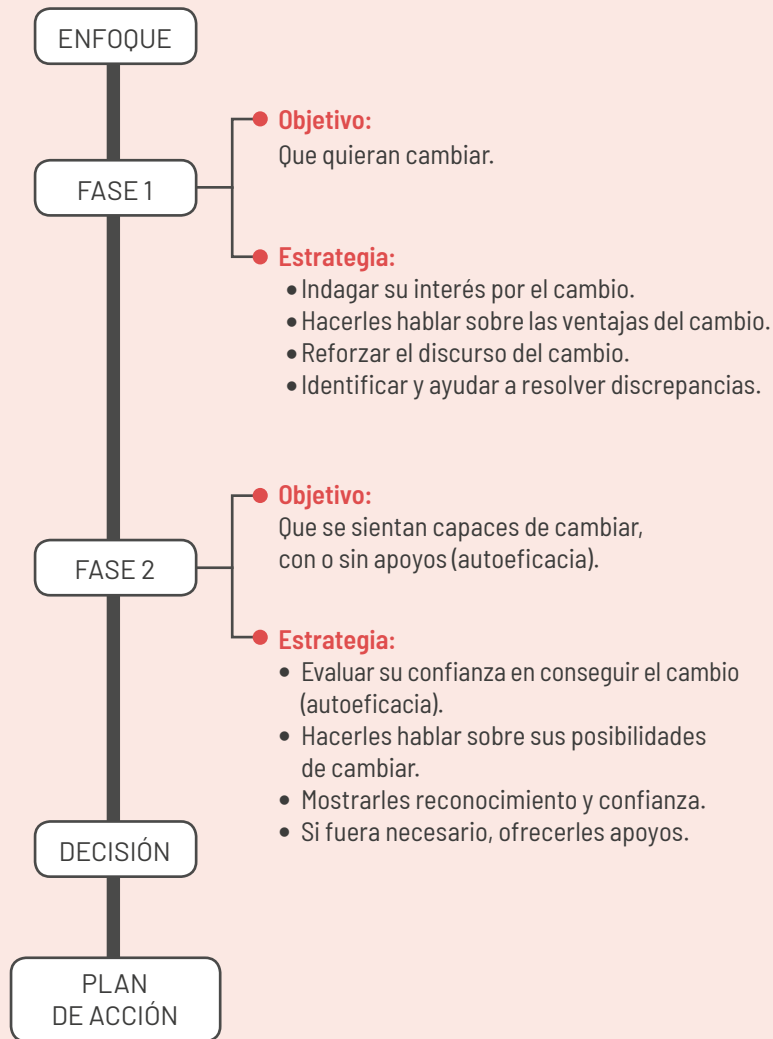 ENFOQUE
Objetivo:
Que quieran cambiar.
FASE 1
Estrategia:
• Indagar su interés por el cambio.
• Hacerles hablar sobre las ventajas del cambio.
• Reforzar el discurso del cambio.
• Identificar y ayudar a resolver discrepancias.
Objetivo:
Que se sientan capaces de cambiar,
con o sin apoyos (autoeficacia).
FASE 2
Estrategia:
• Evaluar su confianza en conseguir el cambio
(autoeficacia).
• Hacerles hablar sobre sus posibilidades
de cambiar.
• Mostrarles reconocimiento y confianza.
• Si fuera necesario, ofrecerles apoyos.
DECISIÓN
PLAN
DE ACCIÓN